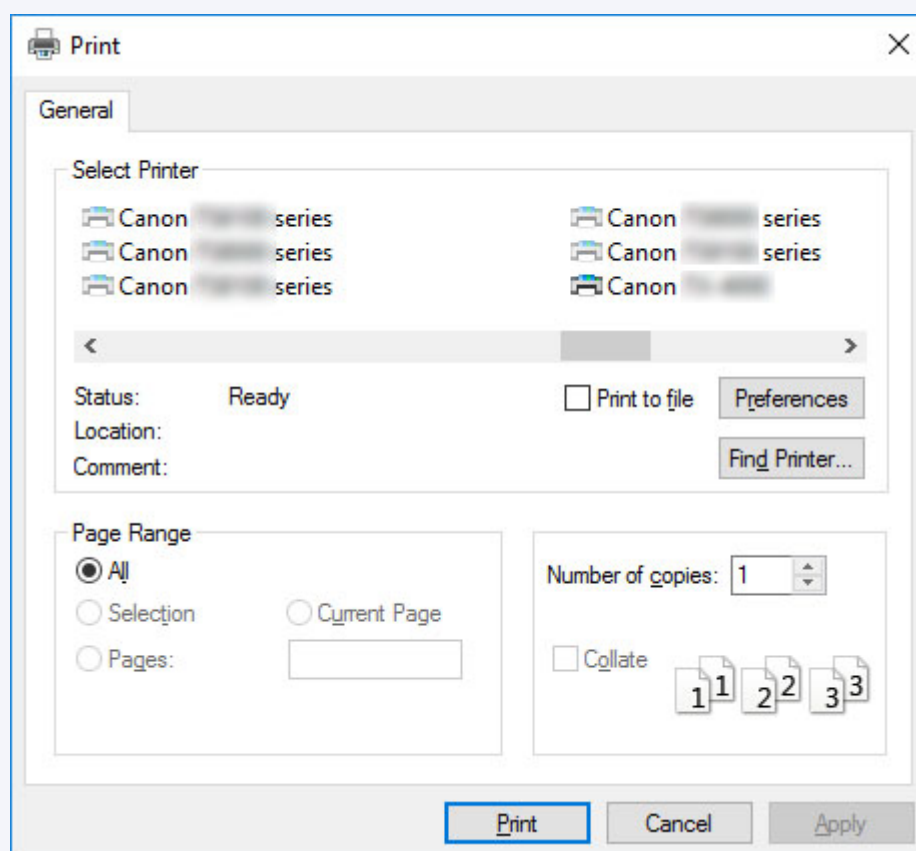 Print
General
Select Printer
Canon series
Canon series
Canon series
Canon series
Canon series
Canon
Status: Ready
Location:
Comment:
Print to file
Preferences
Find Printer...
Page Range
All
Selection
Current Page
Pages:
Number of copies: 1
Collate
1 1 2 2 3 3
Print Cancel Apply